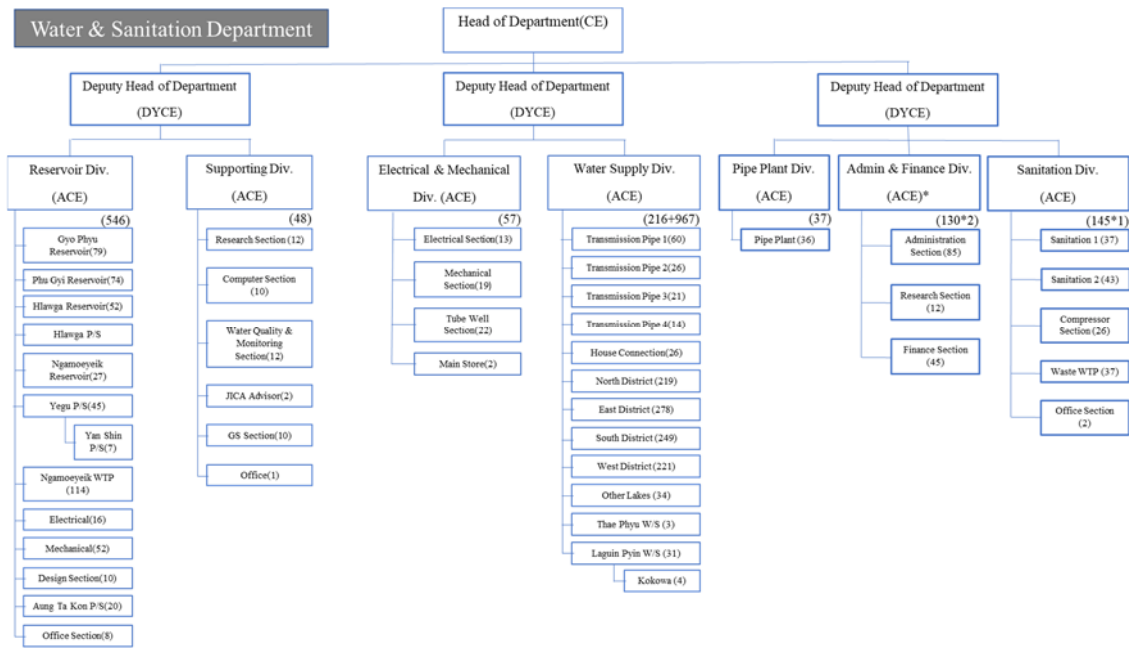 Water & Sanitation Department
Head of Department(CE)
Deputy Head of Department
(DYCE)
Deputy Head of Department
(DYCE)
Deputy Head of Department
(DYCE)
Reservoir Div.
(ACE)
(546)
Gyo Phyu
Reservoir(79)
Phu Gyi Reservoir(74)
Hlawga Reservoir(52)
Hlawga P/S
Ngamoeyeik
Reservoir(27)
Yegu P/S(45)
Yan Shin
P/S(7)
Ngamoeyeik WTP
(114)
Electrical(16)
Mechanical(52)
Design Section(10)
Aung Ta Kon P/S(20)
Office Section(8)
Supporting Div.
(ACE)
(48)
Research Section (12)
Computer Section
(10)
Water Quality &
Monitoring
Section(12)
JICA Advisor(2)
GS Section(10)
Office(1)
Electrical & Mechanical
Div. (ACE)
(57)
Electrical Section(13)
Mechanical
Section(19)
Tube Well
Section(22)
Main Store(2)
Water Supply Div.
(ACE)
(216+967)
Transmission Pipe 1(60)
Transmission Pipe 2(26)
Transmission Pipe 3(21)
Transmission Pipe 4(14)
House Connection(26)
North District (219)
East District (278)
South District (249)
West District (221)
Other Lakes (34)
Thae Phyu W/S (3)
Laguin Pyin W/S (31)
Kokowa (4)
Pipe Plant Div.
(ACE)
(37)
Pipe Plant (36)
Admin & Finance Div.
(ACE)*
(130*2)
Administration
Section (85)
Research Section
(12)
Finance Section
(45)
Sanitation Div.
(ACE)
(145*1)
Sanitation 1 (37)
Sanitation 2 (43)
Compressor
Section (26)
Waste WTP (37)
Office Section
(2)